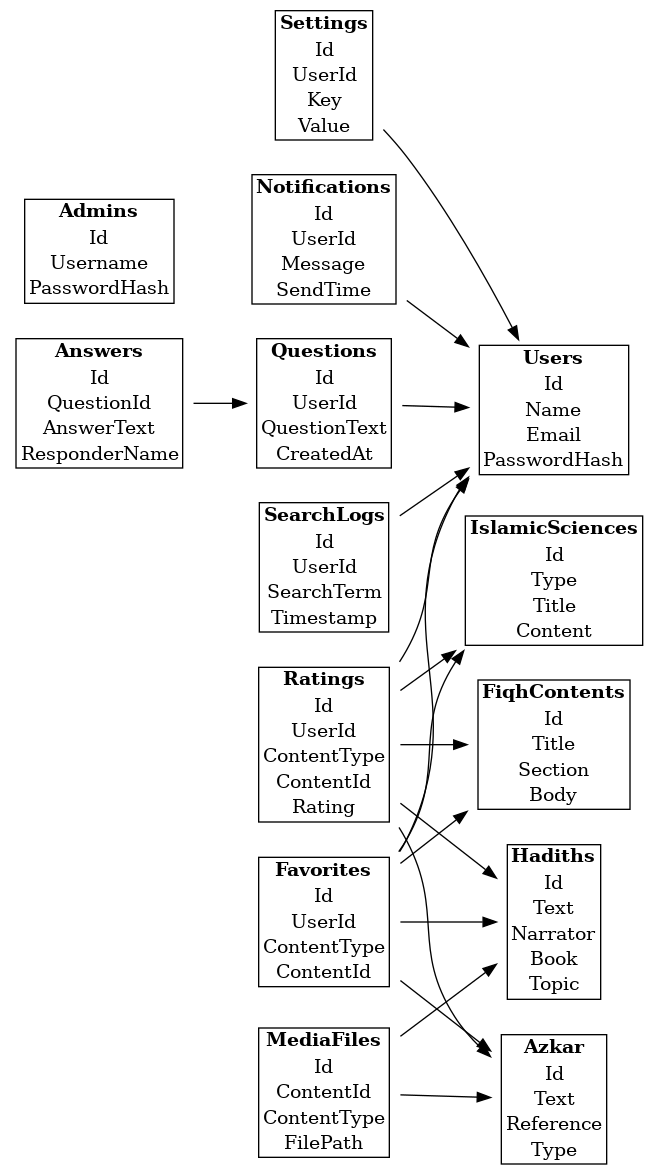 Settings
Id
UserId
Key
Value
Notifications
Id
UserId
Message
SendTime
Admins
Id
Username
PasswordHash
Answers
Id
QuestionId
AnswerText
ResponderName
Questions
Id
UserId
QuestionText
CreatedAt
Users
Id
Name
Email
PasswordHash
SearchLogs
Id
UserId
SearchTerm
Timestamp
IslamicSciences
Id
Type
Title
Content
Ratings
Id
UserId
ContentType
ContentId
Rating
FiqhContents
Id
Title
Section
Body
Favorites
Id
UserId
ContentType
ContentId
Hadiths
Id
Text
Narrator
Book
Topic
MediaFiles
Id
ContentId
ContentType
FilePath
Azkar
Id
Text
Reference
Type